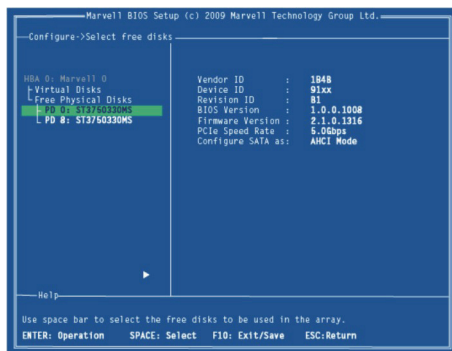 Marvell BIOS Setup (c) 2009 Marvell Technology Group Ltd.
Configure->Select free disks
HBA 0: Marvell 0
Virtual Disks
Free Physical Disks
PD 0: ST3750330MS
PD 8: ST3750330MS
Vendor ID : 1B4B
Device ID : 91xx
Revision ID : B1
BIOS Version : 1.0.0.1008
Firmware Version : 2.1.0.1316
PCIe Speed Rate : 5.0Gbps
Configure SATA as: AHCI Mode
Help
Use space bar to select the free disks to be used in the array.
ENTER: Operation SPACE: Select F10: Exit/Save ESC:Return